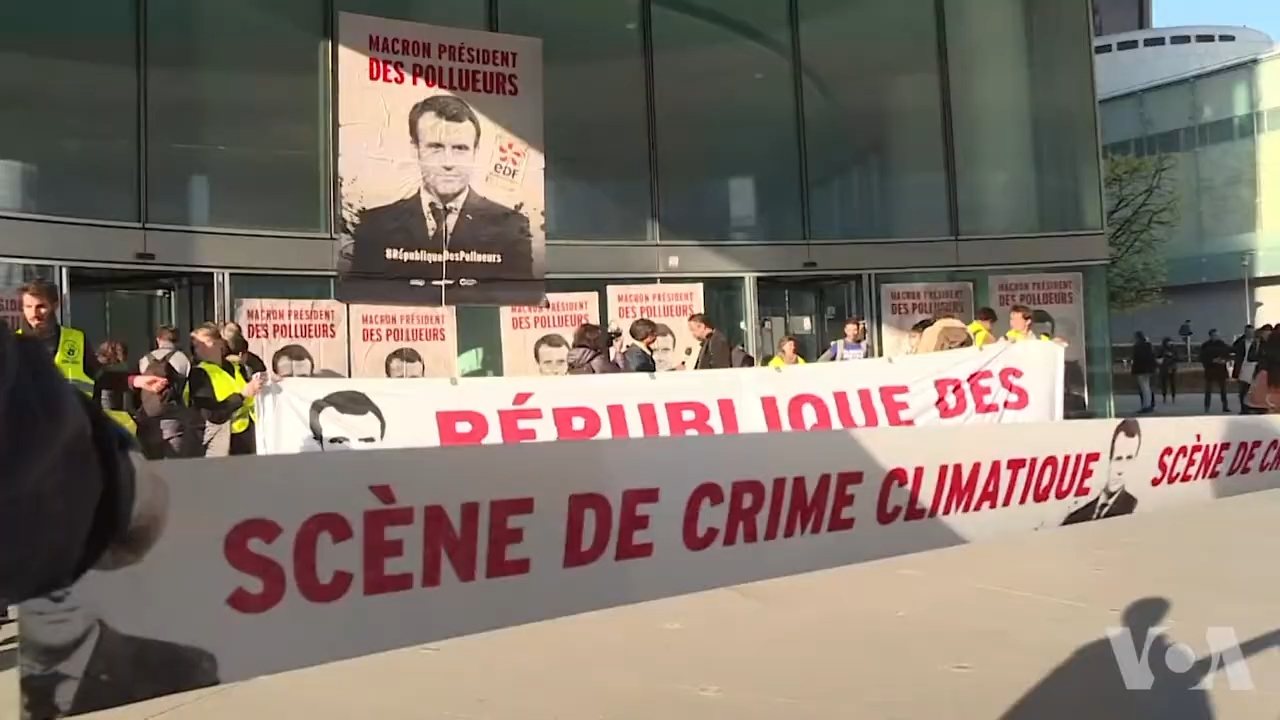 MACRON PRÉSIDENT
DES POLLUEURS
edF
#RépubliqueDesPollueurs
MACRON PRÉSIDENT
DES POLLUEURS
MACRON PRÉSIDENT
DES POLLUEURS
MACRON PRÉSIDENT
DES POLLUEURS
MACRON PRÉSIDENT
DES POLLUEURS
MACRON PRÉSIDENT
DES POLLUEURS
MACRON PRÉSIDENT
DES POLLUEURS
RÉPUBLIQUE DES
SCÈNE DE CRIME CLIMATIQUE
SCÈNE DE CR
VOA